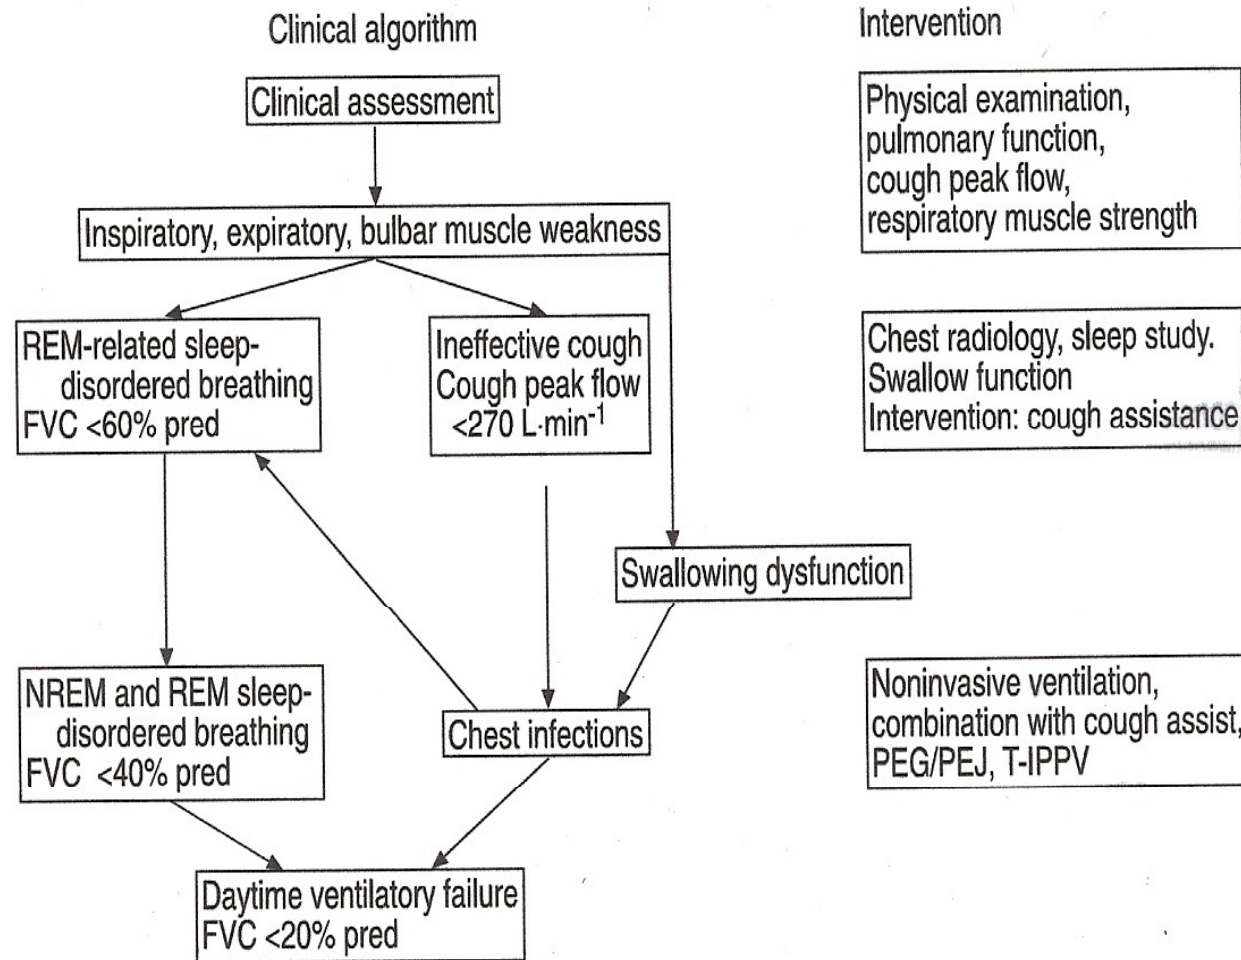 Clinical algorithm
Intervention
Clinical assessment
Physical examination,
pulmonary function,
cough peak flow,
respiratory muscle strength
Inspiratory, expiratory, bulbar muscle weakness
REM-related sleep-
disordered breathing
FVC <60% pred
Ineffective cough
Cough peak flow
<270 L·min⁻¹
Chest radiology, sleep study.
Swallow function
Intervention: cough assistance
Swallowing dysfunction
NREM and REM sleep-
disordered breathing
FVC <40% pred
Chest infections
Noninvasive ventilation,
combination with cough assist,
PEG/PEJ, T-IPPV
Daytime ventilatory failure
FVC <20% pred